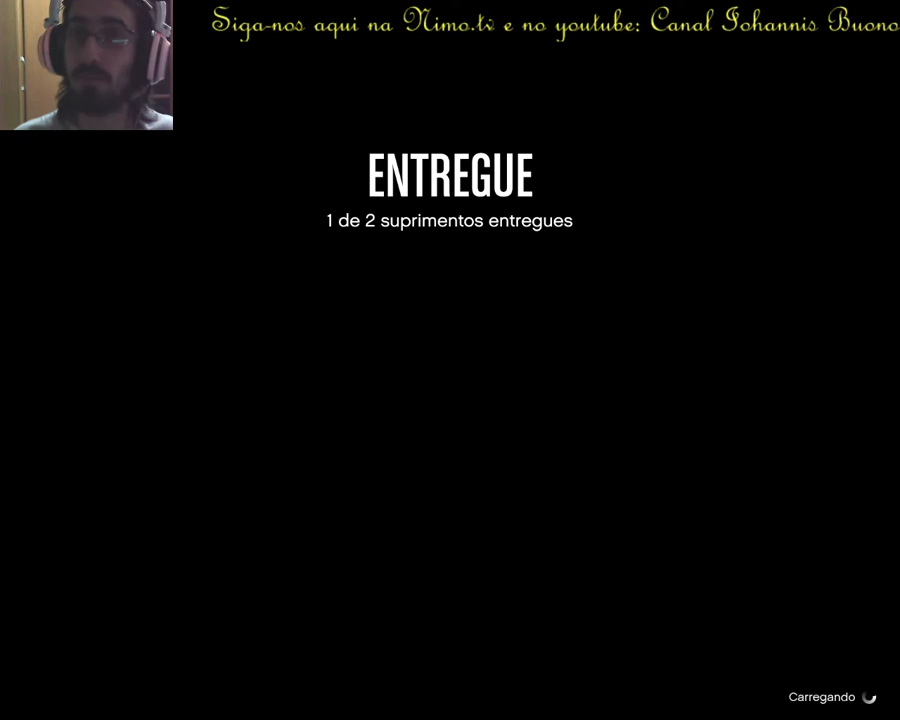 Siga-nos aqui na Nimo.tv e no youtube: Canal Iohannis Buono
ENTREGUE
1 de 2 suprimentos entregues
Carregando